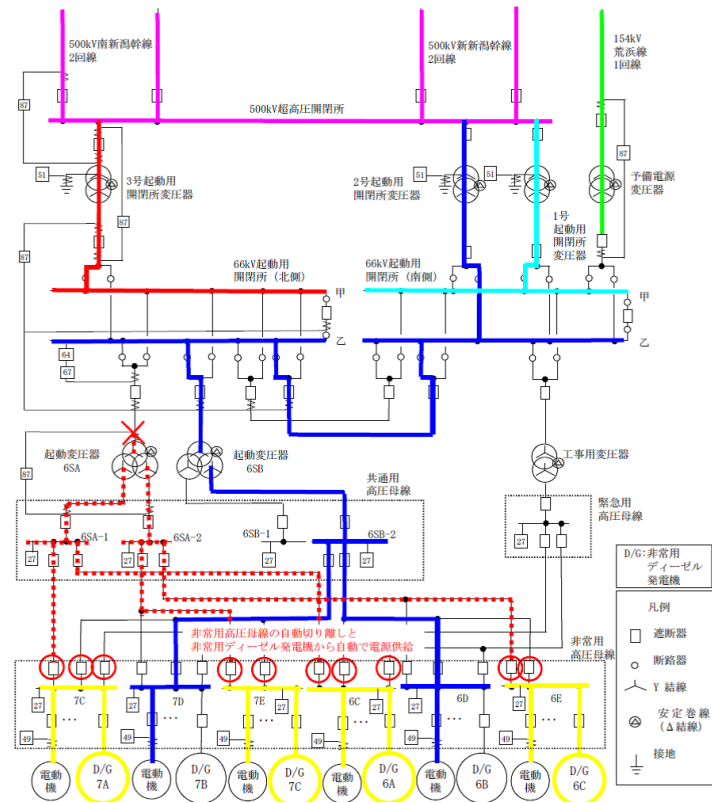 500kV南新潟幹線
2回線
500kV新新潟幹線
2回線
154kV
荒浜線
1回線
87
500kV超高圧開閉所
87
51
3号起動用
開閉所変圧器
87
2号起動用
開閉所変圧器
51
51
予備電源
変圧器
1号
起動用
開閉所
変圧器
87
66kV起動用
開閉所(北側)
66kV起動用
開閉所(南側)
甲
甲
乙
乙
64
67
起動変圧器
6SA
起動変圧器
6SB
工事用変圧器
87
共通用
高圧母線
緊急用
高圧母線
6SA-1
6SA-2
6SB-1
6SB-2
27
27
27
27
27
D/G:非常用
ディーゼル
発電機
凡例
遮断器
断路器
Y結線
安定巻線
(Δ結線)
接地
非常用高圧母線の自動切り離しと
非常用ディーゼル発電機から自動で電源供給
非常用
高圧母線
7C
7D
7E
6C
6D
6E
27
27
27
27
27
27
…
…
…
…
…
…
49
49
49
49
49
49
電動
機
D/G
7A
電動
機
D/G
7B
電動
機
D/G
7C
電動
機
D/G
6A
電動
機
D/G
6B
電動
機
D/G
6C